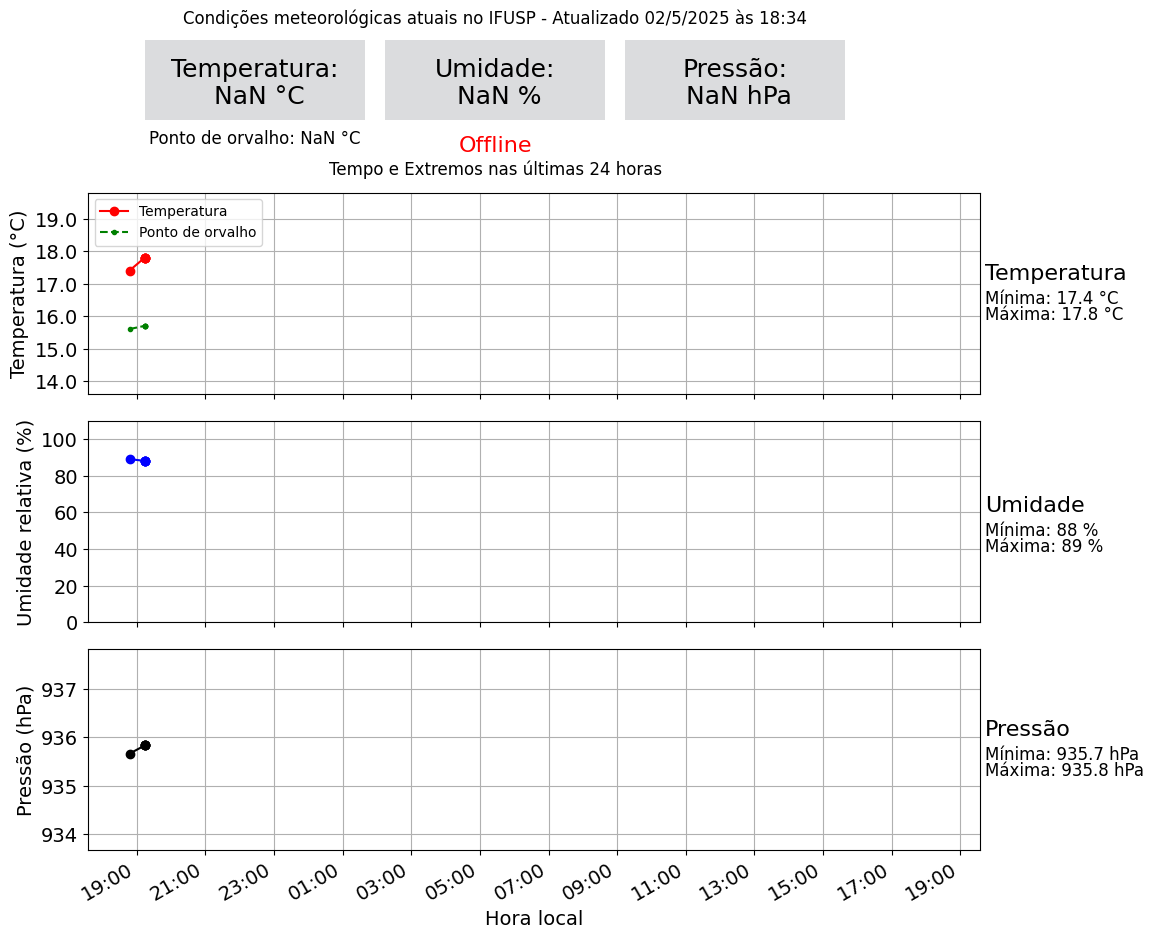 Condições meteorológicas atuais no IFUSP - Atualizado 02/5/2025 às 18:34
Temperatura:
NaN °C
Umidade:
NaN %
Pressão:
NaN hPa
Ponto de orvalho: NaN °C
Offline
Tempo e Extremos nas últimas 24 horas
Temperatura (°C)
19.0
18.0
17.0
16.0
15.0
14.0
Temperatura
Ponto de orvalho
Temperatura
Mínima: 17.4 °C
Máxima: 17.8 °C
Umidade relativa (%)
100
80
60
40
20
0
Umidade
Mínima: 88 %
Máxima: 89 %
Pressão (hPa)
937
936
935
934
Pressão
Mínima: 935.7 hPa
Máxima: 935.8 hPa
19:00
21:00
23:00
01:00
03:00
05:00
07:00
09:00
11:00
13:00
15:00
17:00
19:00
Hora local